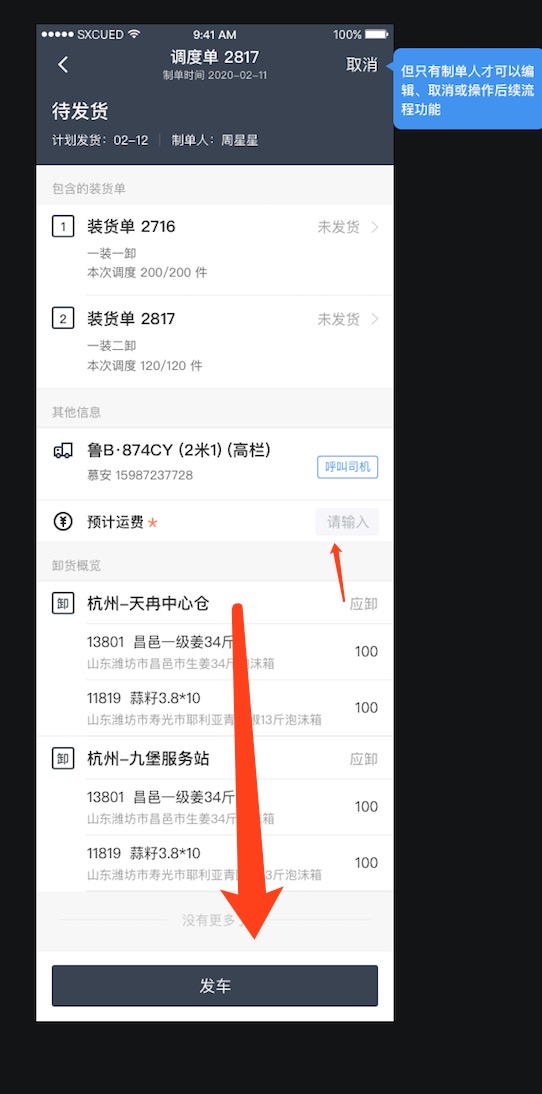 SXCUED 9:41 AM 100%
调度单 2817
制单时间 2020-02-11
取消
但只有制单人才可以编
辑、取消或操作后续流
程功能
待发货
计划发货：02-12 制单人：周星星
包含的装货单
1 装货单 2716 未发货
一装一卸
本次调度 200/200 件
2 装货单 2817 未发货
一装二卸
本次调度 120/120 件
其他信息
鲁B·874CY (2米1) (高栏)
慕安 15987237728
呼叫司机
预计运费* 请输入
卸货概览
卸 杭州-天冉中心仓 应卸
13801 昌邑一级姜34斤
山东潍坊市昌邑市生姜34斤泡沫箱
100
11819 蒜籽3.8*10
山东潍坊市寿光市耶利亚青椒13斤泡沫箱
100
卸 杭州-九堡服务站 应卸
13801 昌邑一级姜34斤
山东潍坊市昌邑市生姜34斤 沫箱
100
11819 蒜籽3.8*10
山东潍坊市寿光市耶利亚青 3斤泡沫箱
100
没有更多
发车